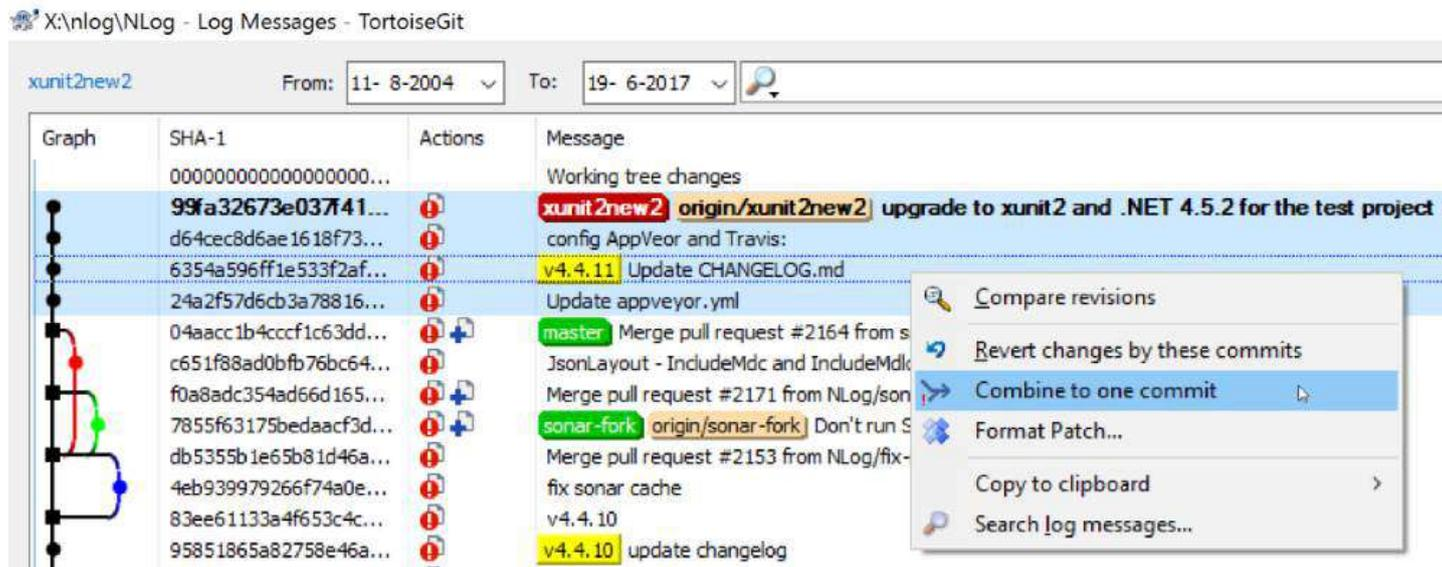 X:\nlog\NLog - Log Messages - TortoiseGit
xunit2new2 From: 11- 8-2004 To: 19- 6-2017
Graph SHA-1 Actions Message
000000000000000000... Working tree changes
99fa32673e037f41... xunit2new2 origin/xunit2new2 upgrade to xunit2 and .NET 4.5.2 for the test project
d64cec8d6ae1618f73... config AppVeor and Travis:
6354a596ff1e533f2af... v4.4.11 Update CHANGELOG.md
24a2f57d6cb3a78816... Update appveyor.yml
04aacc1b4cccf1c63dd... master Merge pull request #2164 from s
c651f88ad0bfb76bc64... JsonLayout - IncludeMdc and IncludeMdlc
f0a8adc354ad66d165... Merge pull request #2171 from NLog/son
7855f63175bedaacf3d... sonar-fork origin/sonar-fork Don't run S
db5355b1e65b81d46a... Merge pull request #2153 from NLog/fix-
4eb939979266f74a0e... fix sonar cache
83ee61133a4f653c4c... v4.4.10
95851865a82758e46a... v4.4.10 update changelog
Compare revisions
Revert changes by these commits
Combine to one commit
Format Patch...
Copy to clipboard
Search log messages...